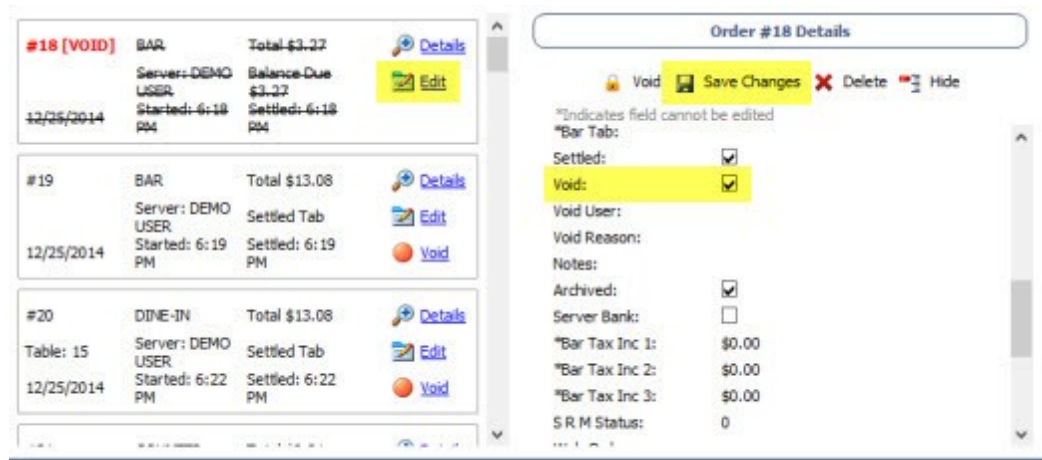 #18 [VOID] BAR Total $3.27 Details
Server: DEMO Balance Due Edit
USER $3.27
12/25/2014 Started: 6:18 Settled: 6:18
PM PM
#19 BAR Total $13.08 Details
Server: DEMO Settled Tab Edit
USER
12/25/2014 Started: 6:19 Settled: 6:19 Void
PM PM
#20 DINE-IN Total $13.08 Details
Table: 15 Server: DEMO Settled Tab Edit
USER
12/25/2014 Started: 6:22 Settled: 6:22 Void
PM PM
Order #18 Details
Void Save Changes Delete Hide
*Indicates field cannot be edited
*Bar Tab:
Settled:
Void:
Void User:
Void Reason:
Notes:
Archived:
Server Bank:
*Bar Tax Inc 1: $0.00
*Bar Tax Inc 2: $0.00
*Bar Tax Inc 3: $0.00
S R M Status: 0